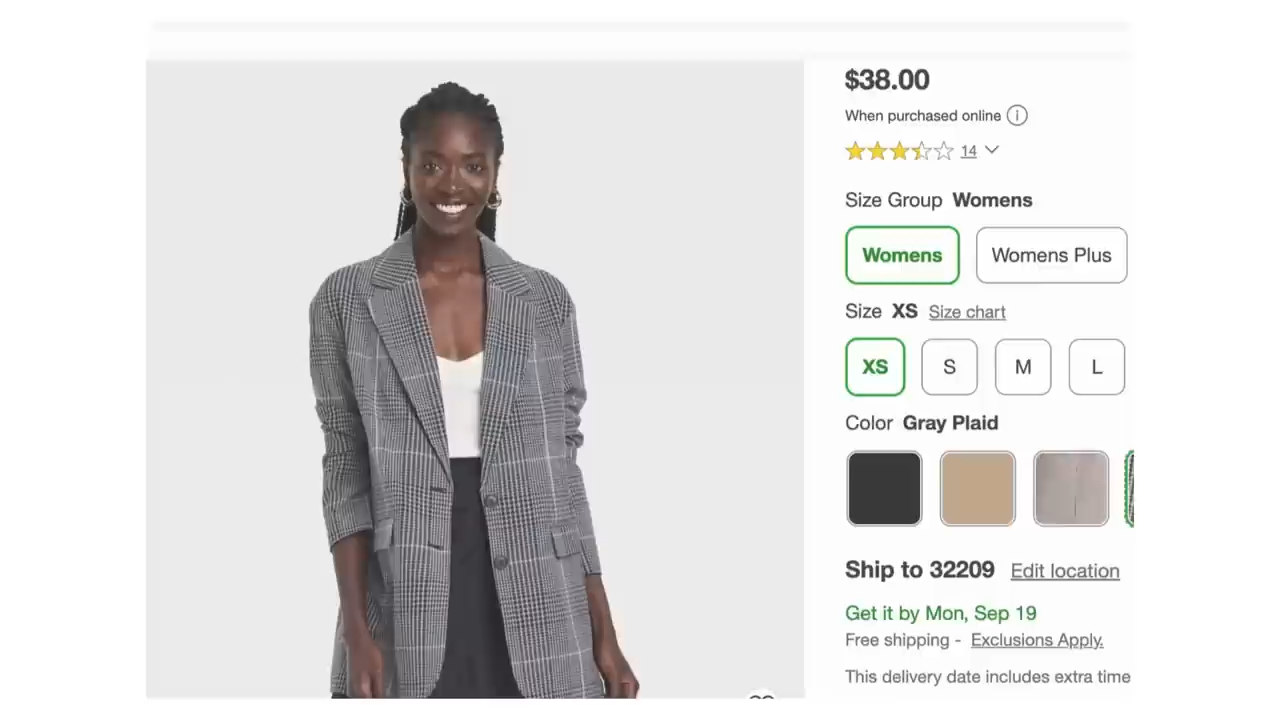 $38.00
When purchased online
14
Size Group Womens
Womens Womens Plus
Size XS Size chart
XS S M L
Color Gray Plaid
Ship to 32209 Edit location
Get it by Mon, Sep 19
Free shipping - Exclusions Apply.
This delivery date includes extra time